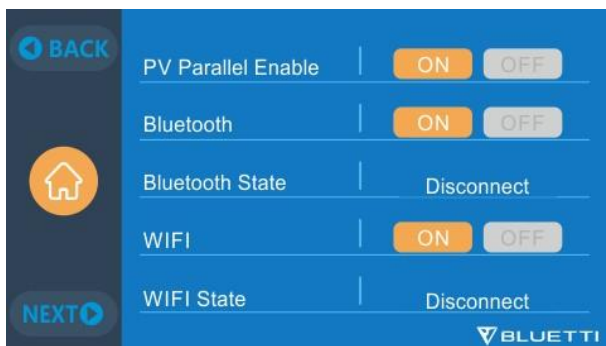 BACK
PV Parallel Enable ON OFF
Bluetooth ON OFF
Bluetooth State Disconnect
WIFI ON OFF
WIFI State Disconnect
NEXT
BLUETTI